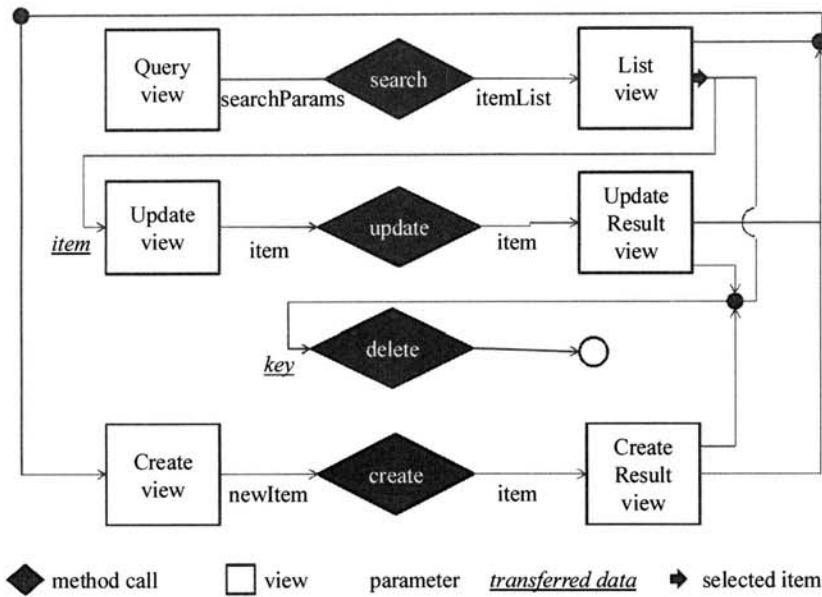 Query
view
search
List
view
searchParams
itemList
Update
view
update
Update
Result
view
item
item
item
delete
key
Create
view
create
Create
Result
view
newItem
item
method call
view
parameter
transferred data
selected item